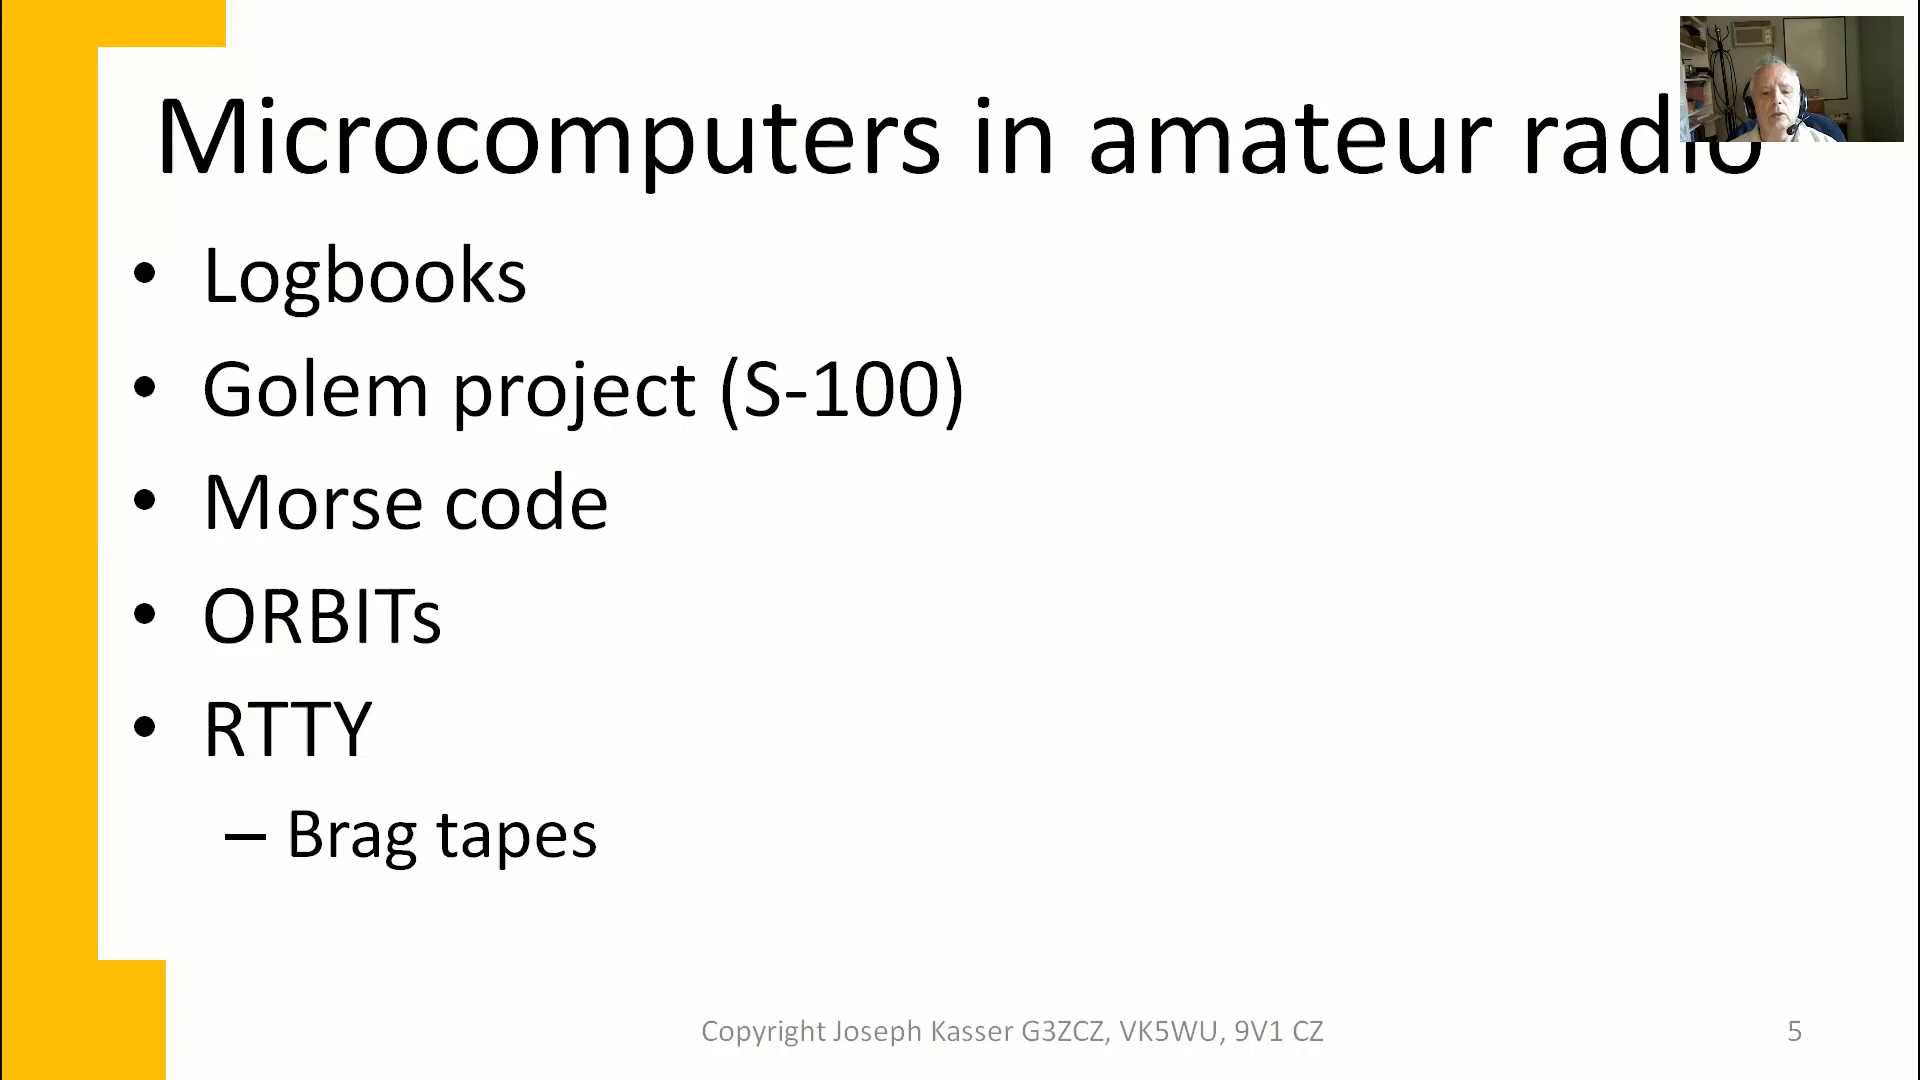 Microcomputers in amateur radio
• Logbooks
• Golem project (S-100)
• Morse code
• ORBITs
• RTTY
– Brag tapes
Copyright Joseph Kasser G3ZCZ, VK5WU, 9V1 CZ
5